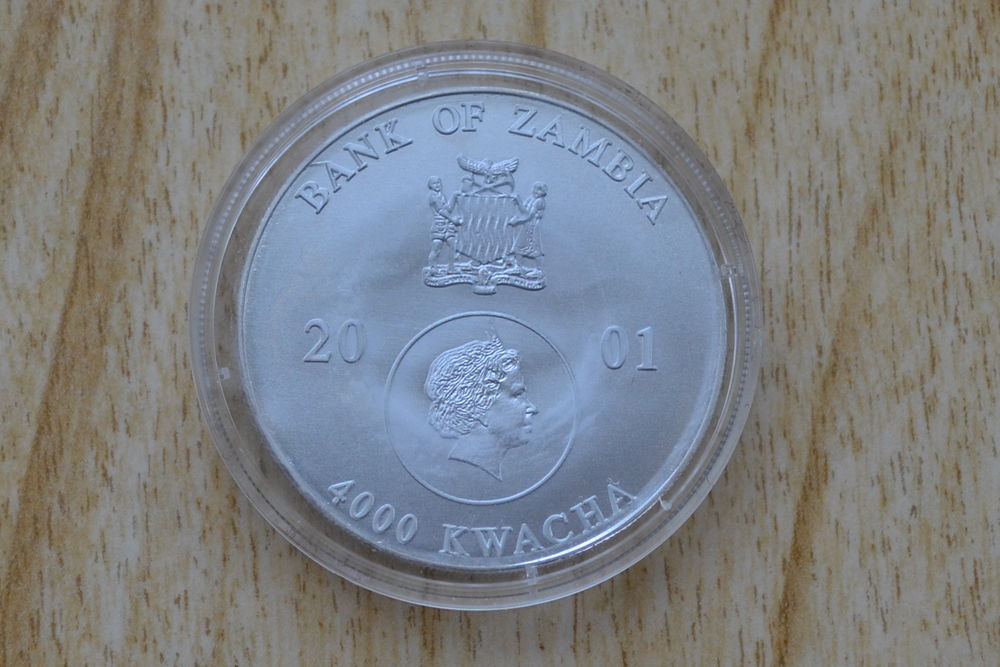 BANK OF ZAMBIA
20 01
4000 KWACHA